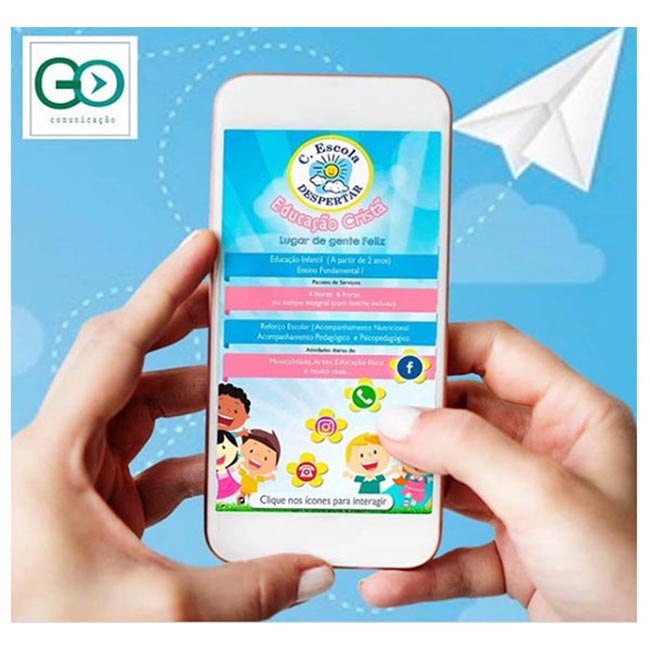 GO
comunicação
C. Escola
DESPERTAR
Educação Cristã
Lugar de gente Feliz
Educação Infantil ( A partir de 2 anos)
Ensino Fundamental I
Pacotes de Serviços
4 horas 6 horas
ou tempo integral (com lanche incluso)
Reforço Escolar | Acompanhamento Nutricional
Acompanhamento Pedagógico e Psicopedagógico
Atividades diárias de
Musicalidade, Artes, Educação física
e muito mais...
Clique nos ícones para interagir